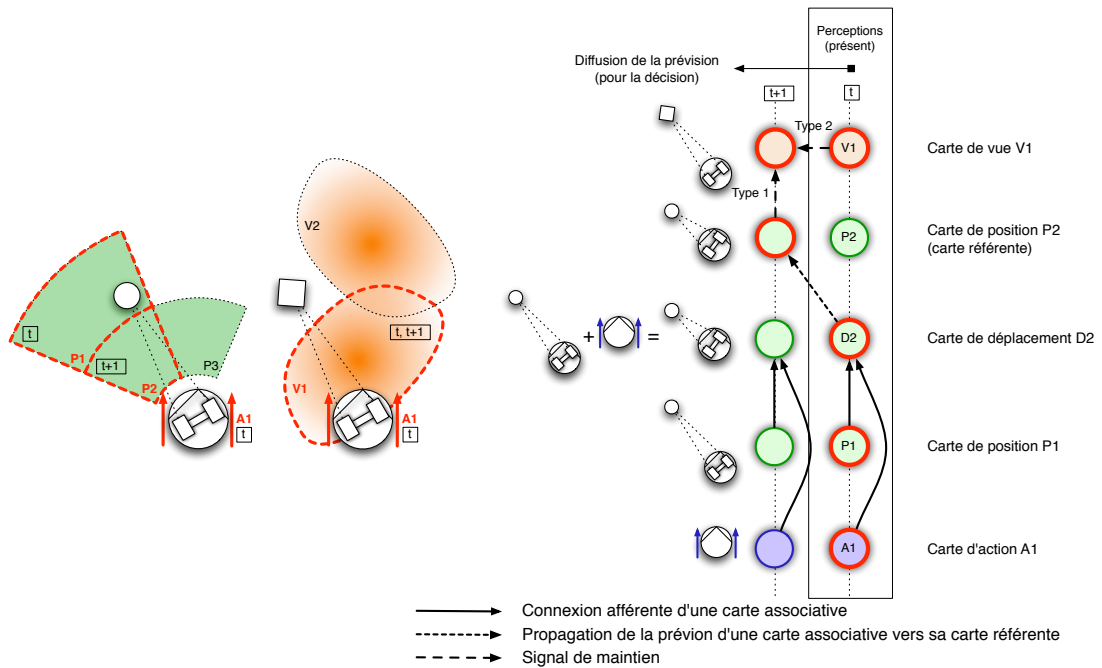 Perceptions
(présent)
Diffusion de la prévision
(pour la décision)
t+1
t
Type 2
V1
Carte de vue V1
Type 1
P2
Carte de position P2
(carte référente)
D2
Carte de déplacement D2
P1
Carte de position P1
A1
Carte d'action A1
V2
t
P1
t+1
P2
P3
A1
t
t, t+1
V1
A1
t
+
=
Connexion afférente d'une carte associative
Propagation de la prévion d'une carte associative vers sa carte référente
Signal de maintien